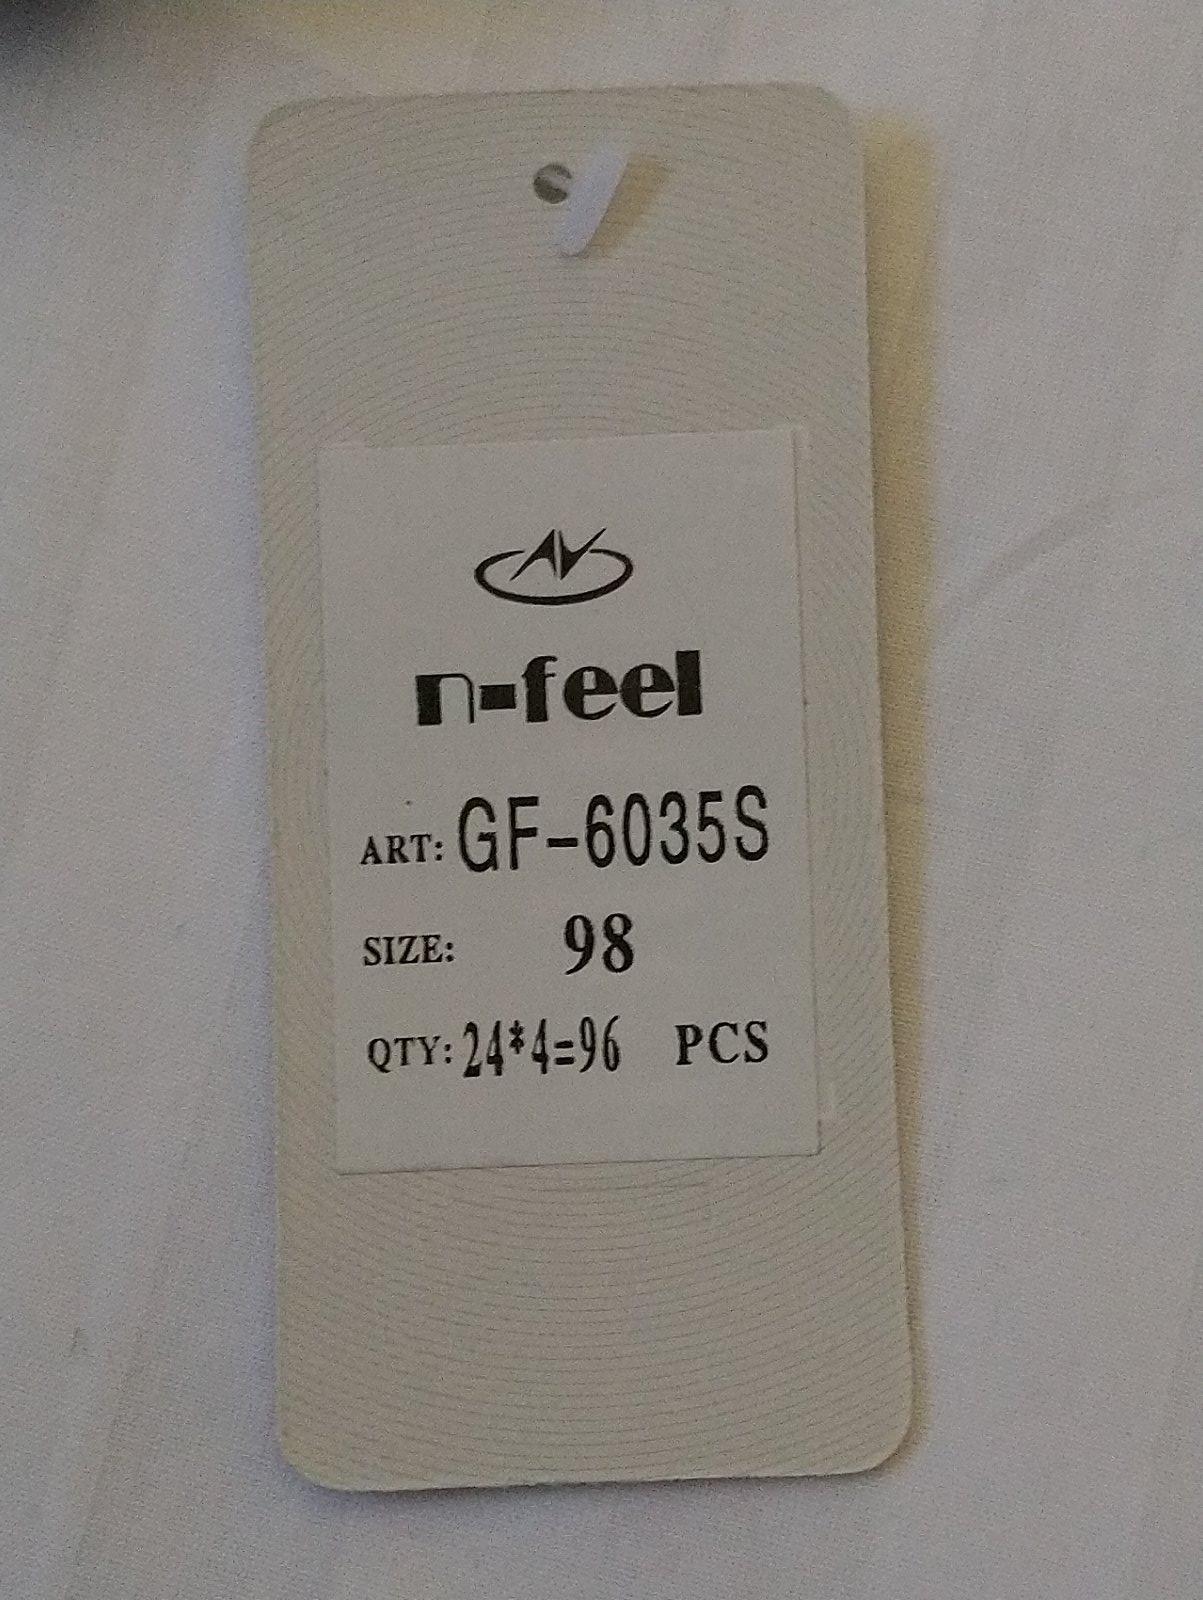 n-feel
ART: GF-6035S
SIZE: 98
QTY: 24*4=96 PCS